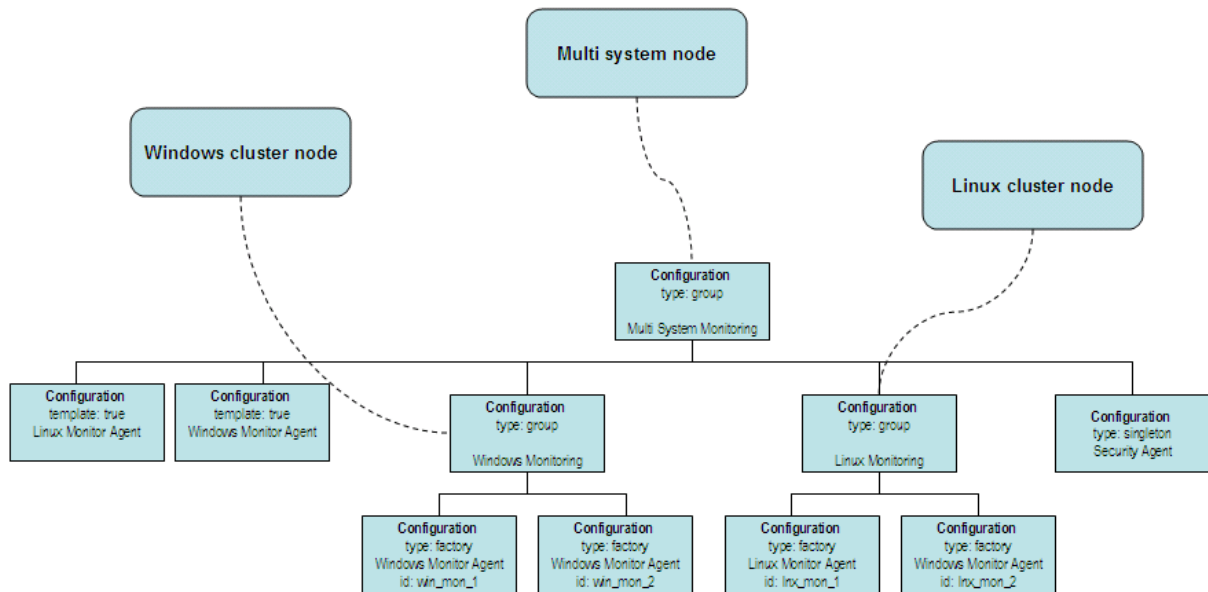 Multi system node
Windows cluster node
Linux cluster node
Configuration
type: group
Multi System Monitoring
Configuration
template: true
Linux Monitor Agent
Configuration
template: true
Windows Monitor Agent
Configuration
type: group
Windows Monitoring
Configuration
type: group
Linux Monitoring
Configuration
type: singleton
Security Agent
Configuration
type: factory
Windows Monitor Agent
id: win_mon_1
Configuration
type: factory
Windows Monitor Agent
id: win_mon_2
Configuration
type: factory
Linux Monitor Agent
id: lnx_mon_1
Configuration
type: factory
Windows Monitor Agent
id: lnx_mon_2